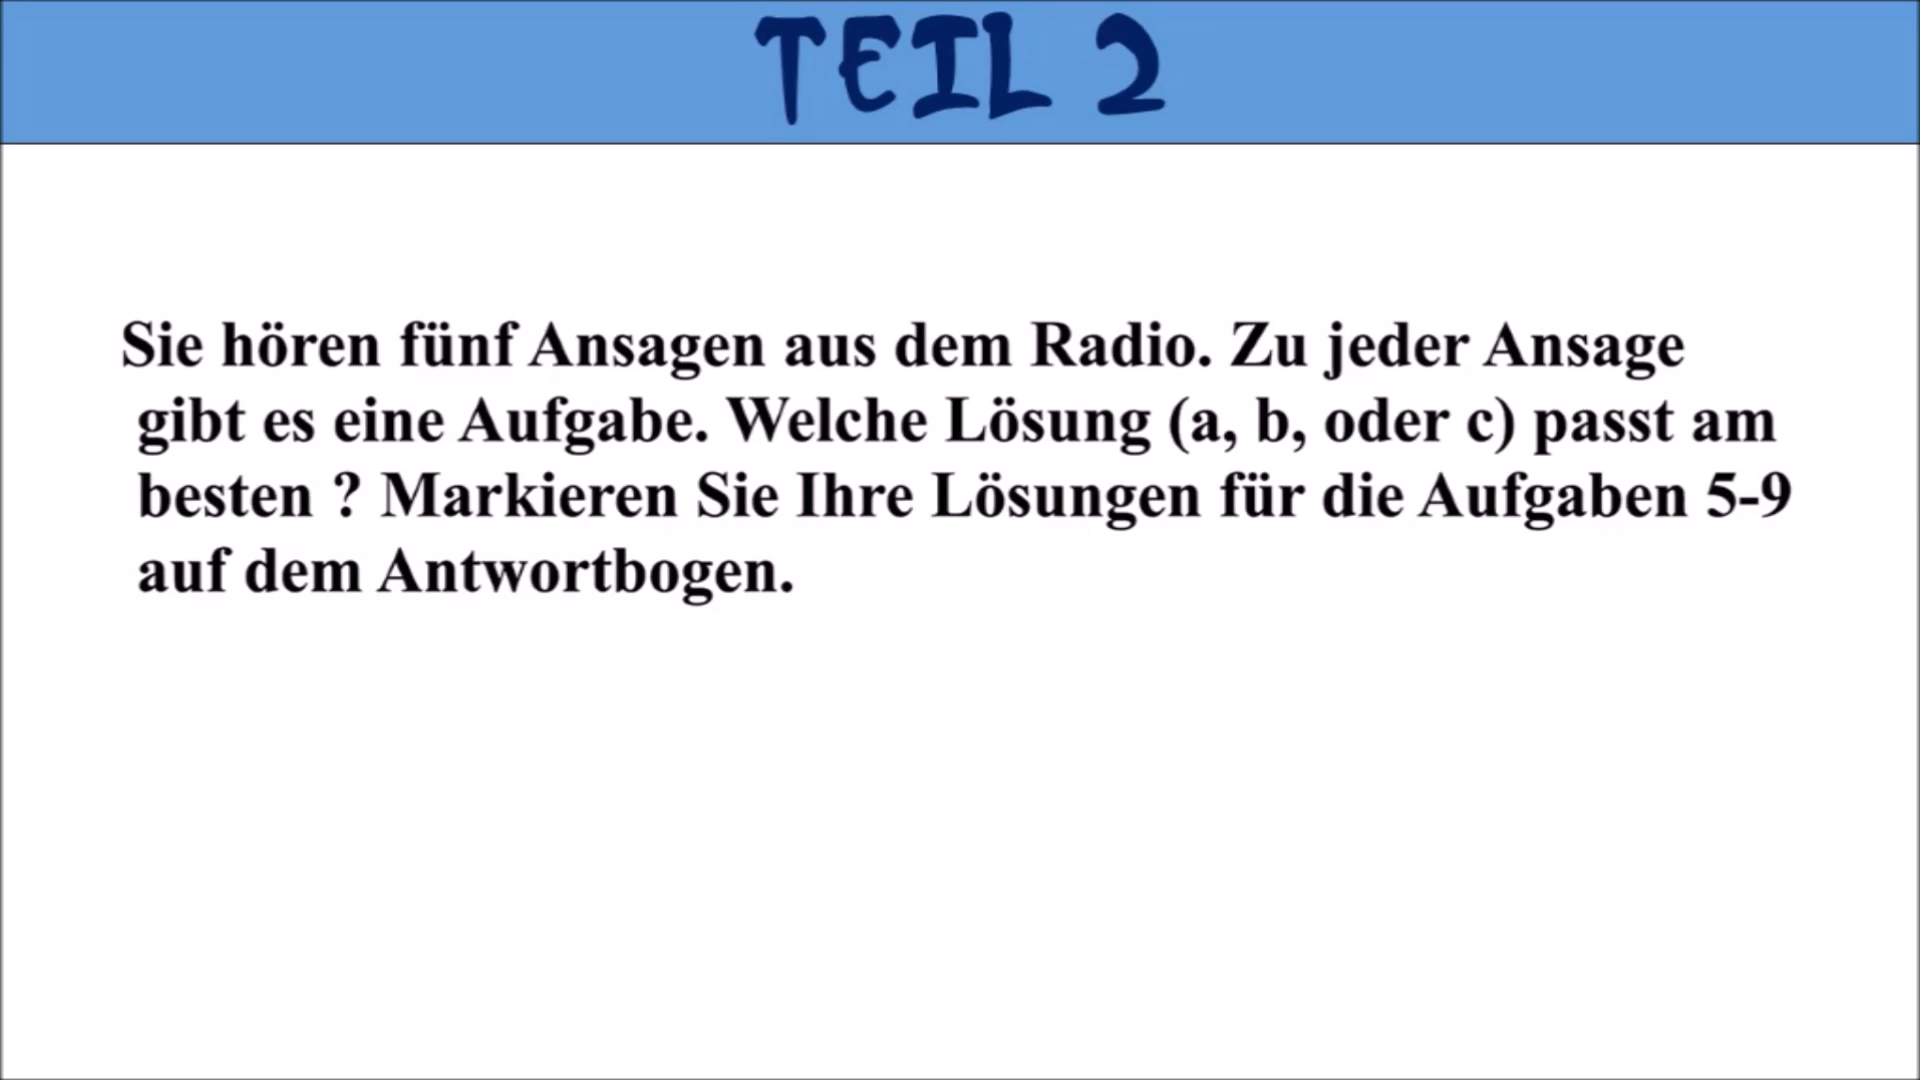 TEIL 2
Sie hören fünf Ansagen aus dem Radio. Zu jeder Ansage
gibt es eine Aufgabe. Welche Lösung (a, b, oder c) passt am
besten ? Markieren Sie Ihre Lösungen für die Aufgaben 5-9
auf dem Antwortbogen.